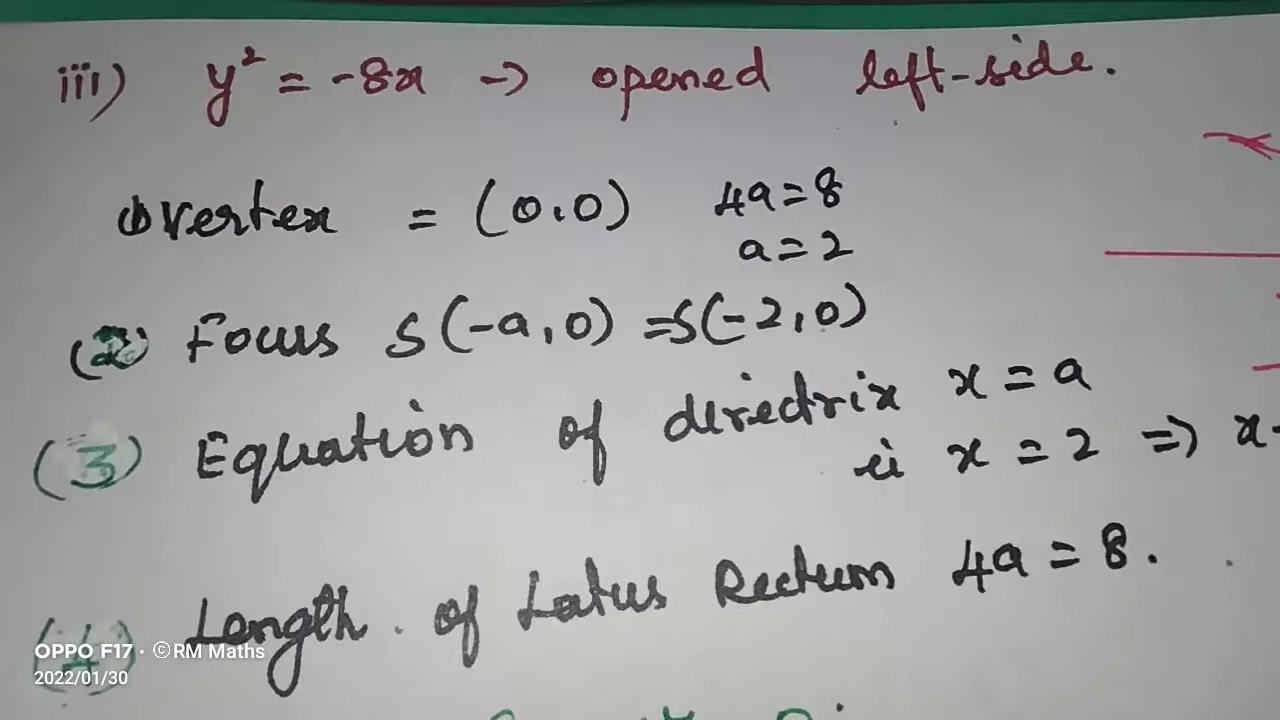 iii) y² = -8x → opened left-side.
(1) vertex = (0,0) 4a=8
a=2
(2) Focus S(-a,0) =S(-2,0)
(3) Equation of directrix x = a
ie x = 2 => x-
(4) Length of Latus Rectum 4a = 8.
OPPO F17 · ©RM Maths
2022/01/30